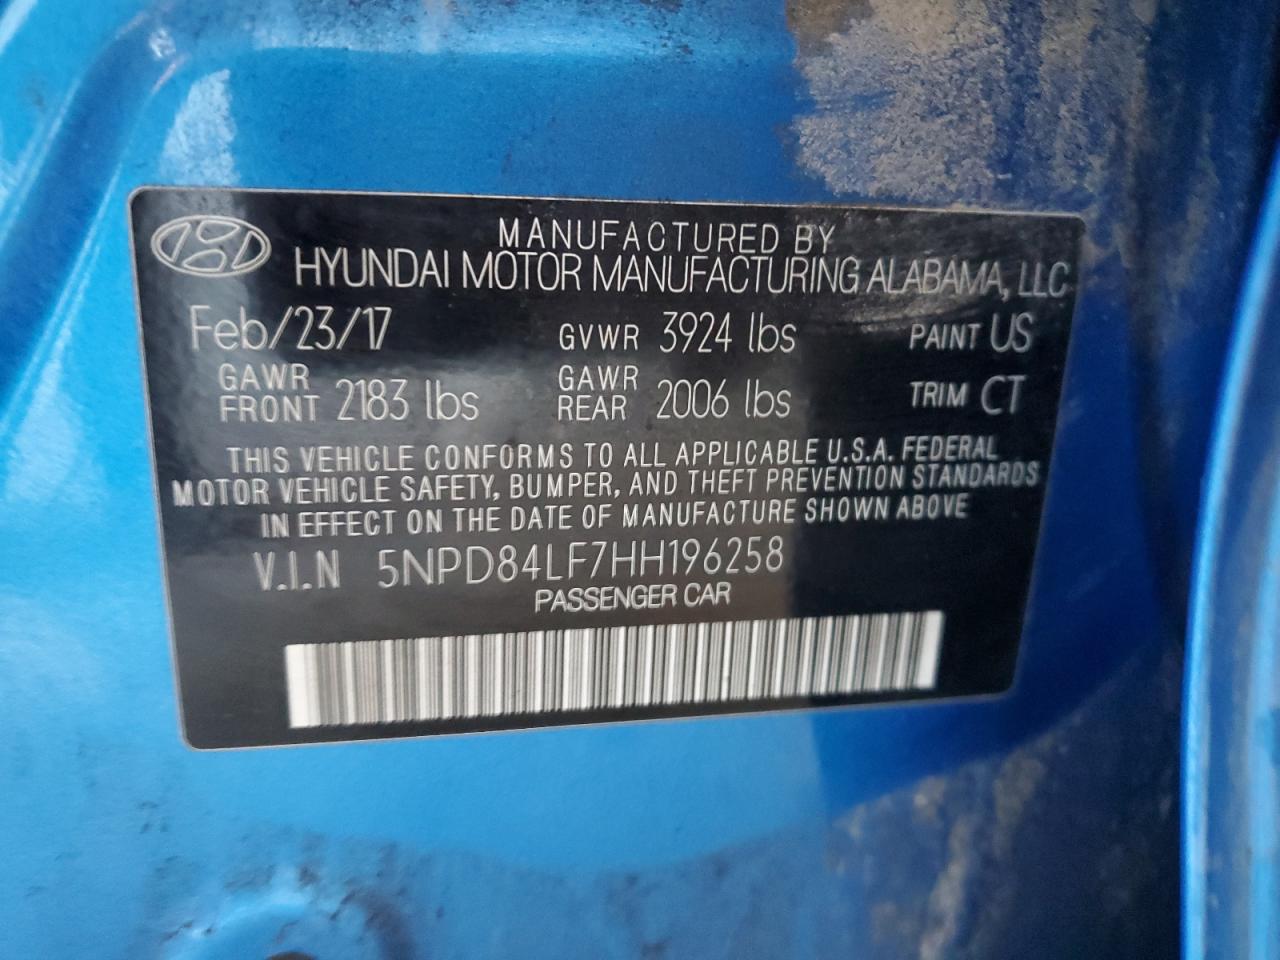 MANUFACTURED BY
HYUNDAI MOTOR MANUFACTURING ALABAMA, LLC
Feb/23/17 GVWR 3924 lbs PAINT US
GAWR FRONT 2183 lbs GAWR REAR 2006 lbs TRIM CT
THIS VEHICLE CONFORMS TO ALL APPLICABLE U.S.A. FEDERAL
MOTOR VEHICLE SAFETY, BUMPER, AND THEFT PREVENTION STANDARDS
IN EFFECT ON THE DATE OF MANUFACTURE SHOWN ABOVE
V.I.N 5NPD84LF7HH196258
PASSENGER CAR